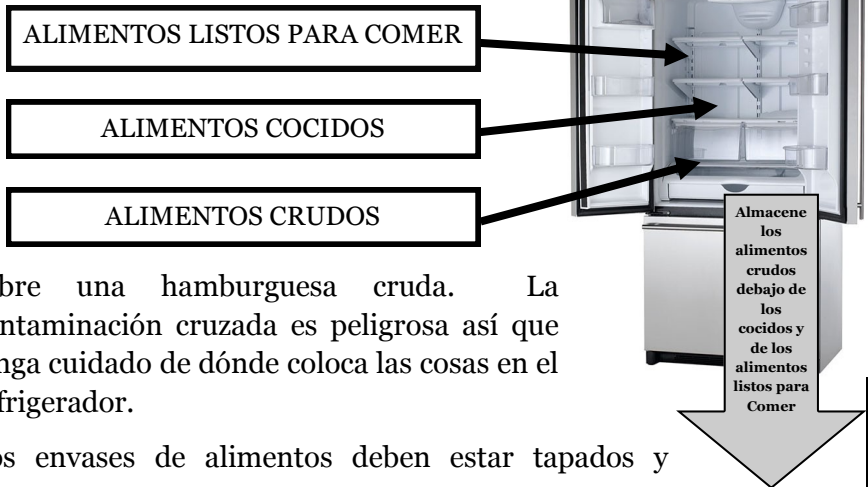 ALIMENTOS LISTOS PARA COMER
ALIMENTOS COCIDOS
ALIMENTOS CRUDOS
Almacene
los
alimentos
crudos
debajo de
los
cocidos y
de los
alimentos
listos para
Comer
bre una hamburguesa cruda. La
ntaminación cruzada es peligrosa así que
nga cuidado de dónde coloca las cosas en el
frigerador.
os envases de alimentos deben estar tapados y